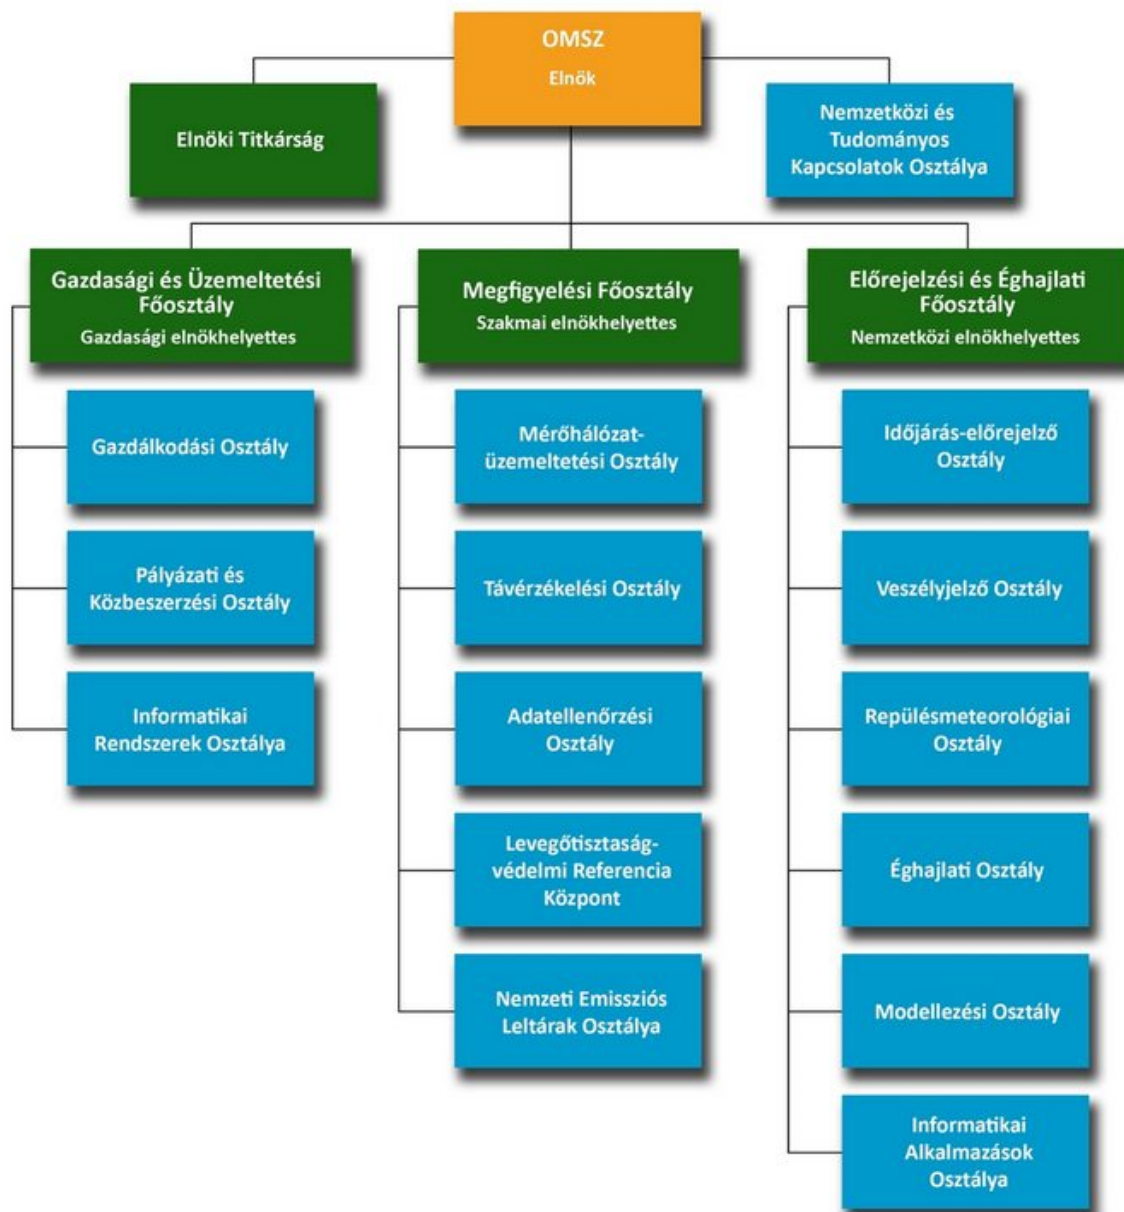 OMSZ
Elnök
Elnöki Titkárság
Nemzetközi és
Tudományos
Kapcsolatok Osztálya
Gazdasági és Üzemeltetési
Főosztály
Gazdasági elnökhelyettes
Megfigyelési Főosztály
Szakmai elnökhelyettes
Előrejelzési és Éghajlati
Főosztály
Nemzetközi elnökhelyettes
Gazdálkodási Osztály
Pályázati és
Közbeszerzési Osztály
Informatikai
Rendszerek Osztálya
Mérőhálózat-
üzemeltetési Osztály
Távérzékelési Osztály
Adatellenőrzési
Osztály
Levegőtisztaság-
védelmi Referencia
Központ
Nemzeti Emissziós
Leltárak Osztálya
Időjárás-előrejelző
Osztály
Veszélyjelző Osztály
Repülésmeteorológiai
Osztály
Éghajlati Osztály
Modellezési Osztály
Informatikai
Alkalmazások
Osztálya